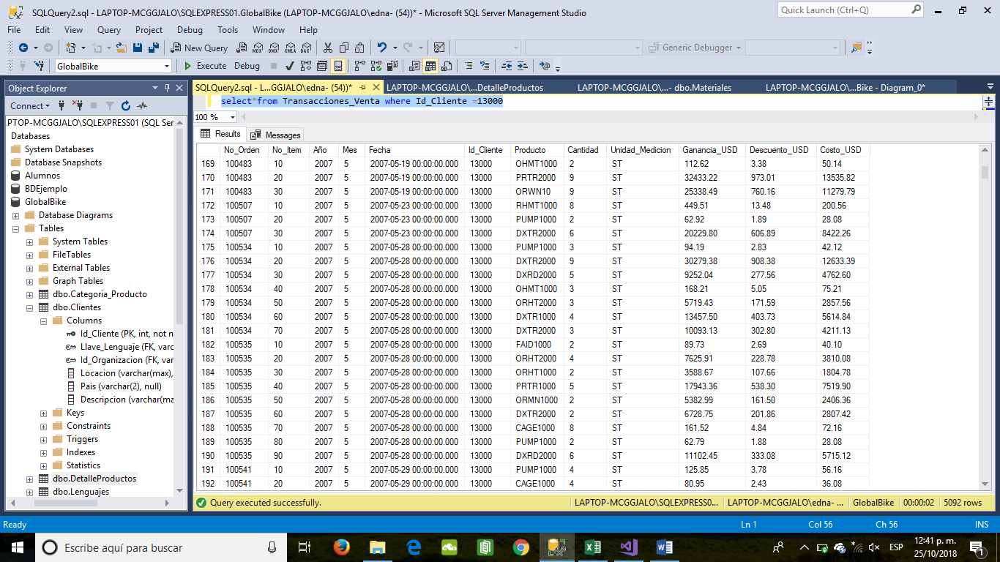 SQLQuery2.sql - LAPTOP-MCGGJALO\SQLEXPRESS01.GlobalBike (LAPTOP-MCGGJALO\edna- (54))* - Microsoft SQL Server Management Studio
Quick Launch (Ctrl+Q)
File Edit View Query Project Debug Tools Window Help
New Query
MDX DMX XMLA DAX
Generic Debugger
GlobalBike
Execute Debug
Object Explorer
SQLQuery2.sql - L...GGJALO\edna- (54))*
LAPTOP-MCGGJALO\...DetalleProductos
LAPTOP-MCGGJALO\...- dbo.Materiales
LAPTOP-MCGGJALO\...Bike - Diagram_0*
Connect
.PTOP-MCGGJALO\SQLEXPRESS01 (SQL Ser
Databases
System Databases
Database Snapshots
Alumnos
BDEjemplo
GlobalBike
Database Diagrams
Tables
System Tables
FileTables
External Tables
Graph Tables
dbo.Categoria_Producto
dbo.Clientes
Columns
Id_Cliente (PK, int, not n
Llave_Lenguaje (FK, varc
Id_Organizacion (FK, var
Locacion (varchar(max),
Pais (varchar(2), null)
Descripcion (varchar(ma
Keys
Constraints
Triggers
Indexes
Statistics
dbo.DetalleProductos
dbo.Lenguajes
select*from Transacciones_Venta where Id_Cliente =13000
100 %
Results Messages
No_Orden No_Item Año Mes Fecha Id_Cliente Producto Cantidad Unidad_Medicion Ganancia_USD Descuento_USD Costo_USD
169 100483 10 2007 5 2007-05-19 00:00:00.000 13000 OHMT1000 2 ST 112.62 3.38 50.14
170 100483 20 2007 5 2007-05-19 00:00:00.000 13000 PRTR2000 9 ST 32433.22 973.01 13535.82
171 100483 30 2007 5 2007-05-19 00:00:00.000 13000 ORWN10 9 ST 25338.49 760.16 11279.79
172 100507 10 2007 5 2007-05-23 00:00:00.000 13000 RHMT1000 8 ST 449.51 13.48 200.56
173 100507 20 2007 5 2007-05-23 00:00:00.000 13000 PUMP1000 2 ST 62.92 1.89 28.08
174 100507 30 2007 5 2007-05-23 00:00:00.000 13000 DXTR2000 6 ST 20229.80 606.89 8422.26
175 100534 10 2007 5 2007-05-28 00:00:00.000 13000 PUMP1000 3 ST 94.19 2.83 42.12
176 100534 20 2007 5 2007-05-28 00:00:00.000 13000 DXTR2000 9 ST 30279.38 908.38 12633.39
177 100534 30 2007 5 2007-05-28 00:00:00.000 13000 DXRD2000 5 ST 9252.04 277.56 4762.60
178 100534 40 2007 5 2007-05-28 00:00:00.000 13000 OHMT1000 3 ST 168.21 5.05 75.21
179 100534 50 2007 5 2007-05-28 00:00:00.000 13000 ORHT2000 3 ST 5719.43 171.59 2857.56
180 100534 60 2007 5 2007-05-28 00:00:00.000 13000 DXTR1000 4 ST 13457.50 403.73 5614.84
181 100534 70 2007 5 2007-05-28 00:00:00.000 13000 DXTR2000 3 ST 10093.13 302.80 4211.13
182 100535 10 2007 5 2007-05-28 00:00:00.000 13000 FAID1000 2 ST 89.73 2.69 40.10
183 100535 20 2007 5 2007-05-28 00:00:00.000 13000 ORHT2000 4 ST 7625.91 228.78 3810.08
184 100535 30 2007 5 2007-05-28 00:00:00.000 13000 ORHT1000 2 ST 3588.67 107.66 1804.78
185 100535 40 2007 5 2007-05-28 00:00:00.000 13000 PRTR1000 5 ST 17943.36 538.30 7519.90
186 100535 50 2007 5 2007-05-28 00:00:00.000 13000 ORMN1000 2 ST 5382.99 161.50 2406.36
187 100535 60 2007 5 2007-05-28 00:00:00.000 13000 DXTR2000 2 ST 6728.75 201.86 2807.42
188 100535 70 2007 5 2007-05-28 00:00:00.000 13000 CAGE1000 8 ST 161.52 4.84 72.16
189 100535 80 2007 5 2007-05-28 00:00:00.000 13000 PUMP1000 2 ST 62.79 1.88 28.08
190 100535 90 2007 5 2007-05-28 00:00:00.000 13000 DXRD2000 6 ST 11102.45 333.08 5715.12
191 100541 10 2007 5 2007-05-29 00:00:00.000 13000 PUMP1000 4 ST 125.85 3.78 56.16
192 100541 20 2007 5 2007-05-29 00:00:00.000 13000 CAGE1000 4 ST 80.95 2.43 36.08
Query executed successfully.
LAPTOP-MCGGJALO\SQLEXPRESS0... LAPTOP-MCGGJALO\edna- ... GlobalBike 00:00:02 5092 rows
Ready Ln 1 Col 56 Ch 56 INS
Escribe aquí para buscar
ESP
12:41 p. m.
25/10/2018
1